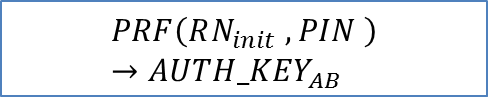 PRF(RN_init , PIN )
→ AUTH_KEY_AB